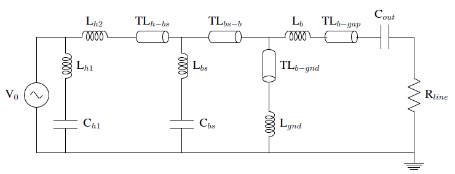 L_{h2} TL_{h-bs} TL_{bs-b} L_b TL_{b-gap} C_{out}
L_{h1} L_{bs} TL_{b-gnd}
V_0 R_{line}
C_{h1} C_{bs} L_{gnd}